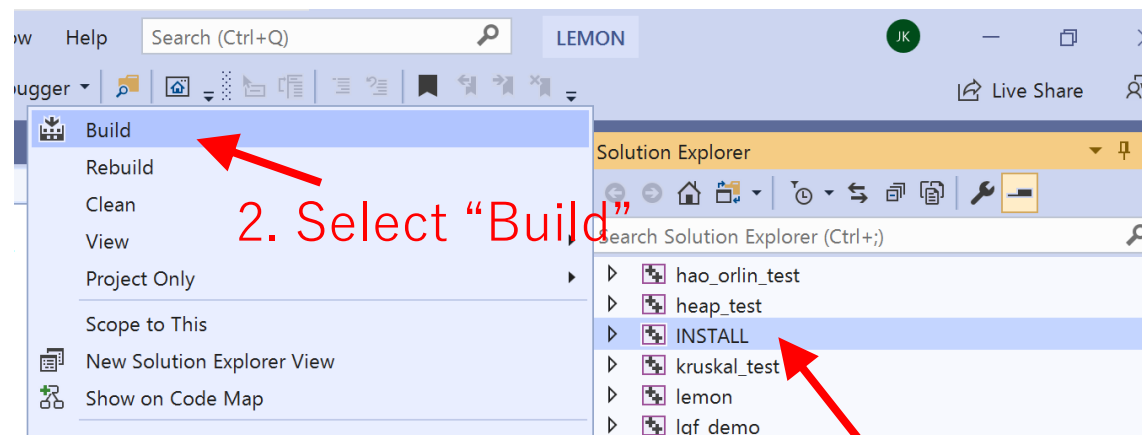 ow Help Search (Ctrl+Q) LEMON JK
ugger Live Share
Build
Rebuild
Clean
View
Project Only
Scope to This
New Solution Explorer View
Show on Code Map
2. Select “Build”
Solution Explorer
Search Solution Explorer (Ctrl+;)
hao_orlin_test
heap_test
INSTALL
kruskal_test
lemon
lgf_demo